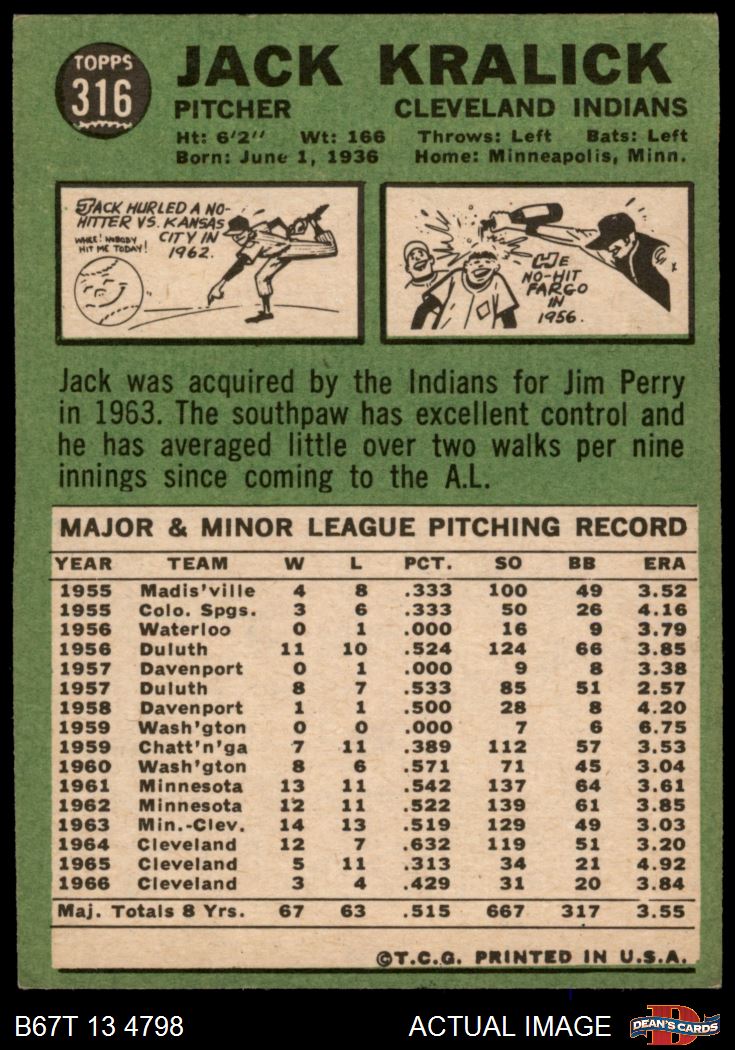 TOPPS
316
JACK KRALICK
PITCHER CLEVELAND INDIANS
Ht: 6'2" Wt: 166 Throws: Left Bats: Left
Born: June 1, 1936 Home: Minneapolis, Minn.
JACK HURLED A NO-
HITTER VS. KANSAS
CITY IN
1962.
WHEE! NOBODY
HIT ME TODAY!
HE
NO-HIT
FARGO
IN
1956.
Jack was acquired by the Indians for Jim Perry
in 1963. The southpaw has excellent control and
he has averaged little over two walks per nine
innings since coming to the A.L.
MAJOR & MINOR LEAGUE PITCHING RECORD
YEAR TEAM W L PCT. SO BB ERA
1955 Madis'ville 4 8 .333 100 49 3.52
1955 Colo. Spgs. 3 6 .333 50 26 4.16
1956 Waterloo 0 1 .000 16 9 3.79
1956 Duluth 11 10 .524 124 66 3.85
1957 Davenport 0 1 .000 9 8 3.38
1957 Duluth 8 7 .533 85 51 2.57
1958 Davenport 1 1 .500 28 8 4.20
1959 Wash'gton 0 0 .000 7 6 6.75
1959 Chatt'n'ga 7 11 .389 112 57 3.53
1960 Wash'gton 8 6 .571 71 45 3.04
1961 Minnesota 13 11 .542 137 64 3.61
1962 Minnesota 12 11 .522 139 61 3.85
1963 Min.-Clev. 14 13 .519 129 49 3.03
1964 Cleveland 12 7 .632 119 51 3.20
1965 Cleveland 5 11 .313 34 21 4.92
1966 Cleveland 3 4 .429 31 20 3.84
Maj. Totals 8 Yrs. 67 63 .515 667 317 3.55
©T.C.G. PRINTED IN U.S.A.
B67T 13 4798 ACTUAL IMAGE
D
DEAN'S CARDS